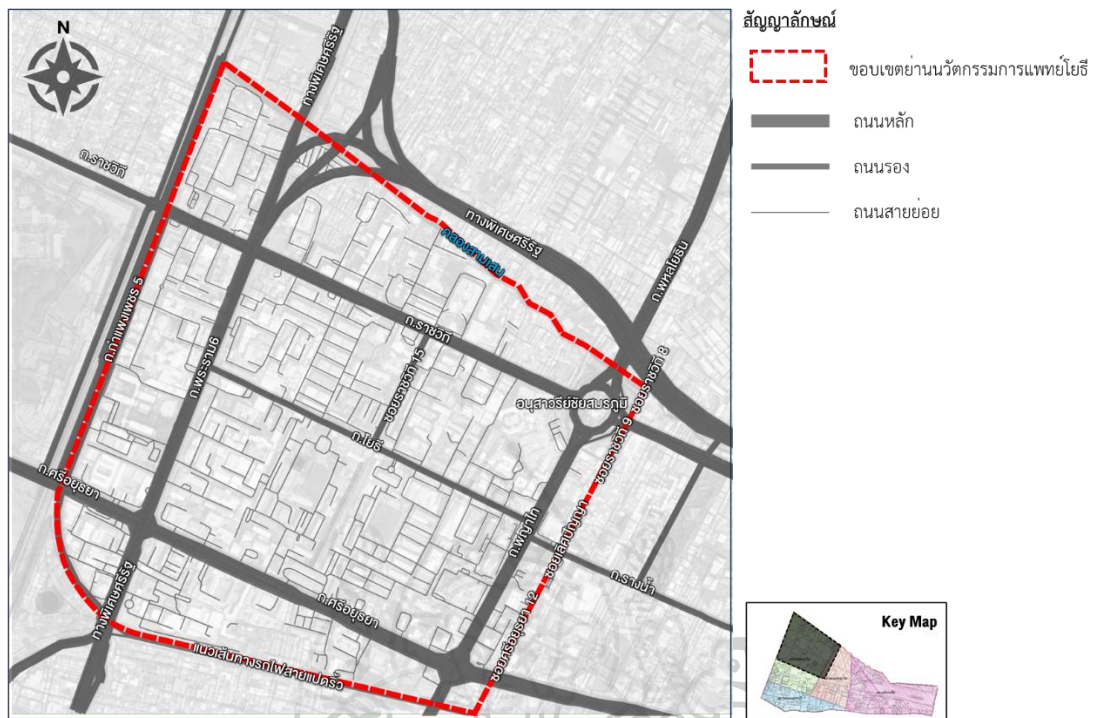 N
ทางพิเศษศรีรัช
ถ.ราชวิถี
ทางพิเศษศรีรัช
คลองสามเสน
ถ.พหลโยธิน
ถ.กำแพงเพชร 5
ถ.พระราม6
ถ.ราชวิถี
ซอยราชวิถี 15
ซอยราชวิถี 8
อนุสาวรีย์ชัยสมรภูมิ
ซอยราชวิถี 9
ถ.โยธี
ถ.ศรีอยุธยา
ถ.พญาไท
ซอยเลิศปัญญา
ถ.รางน้ำ
ทางพิเศษศรีรัช
ถ.ศรีอยุธยา
ซอยศรีอยุธยา 12
แนวเส้นทางรถไฟสายแปดริ้ว
สัญญาลักษณ์
ขอบเขตย่านนวัตกรรมการแพทย์โยธี
ถนนหลัก
ถนนรอง
ถนนสายย่อย
Key Map